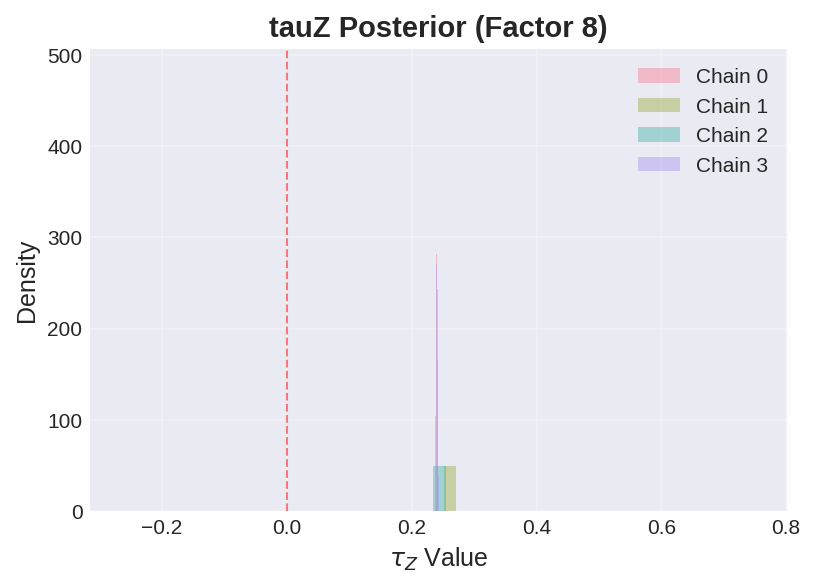 tauZ Posterior (Factor 8)
500
400
300
200
100
0
Density
Chain 0
Chain 1
Chain 2
Chain 3
−0.2
0.0
0.2
0.4
0.6
0.8
τZ Value